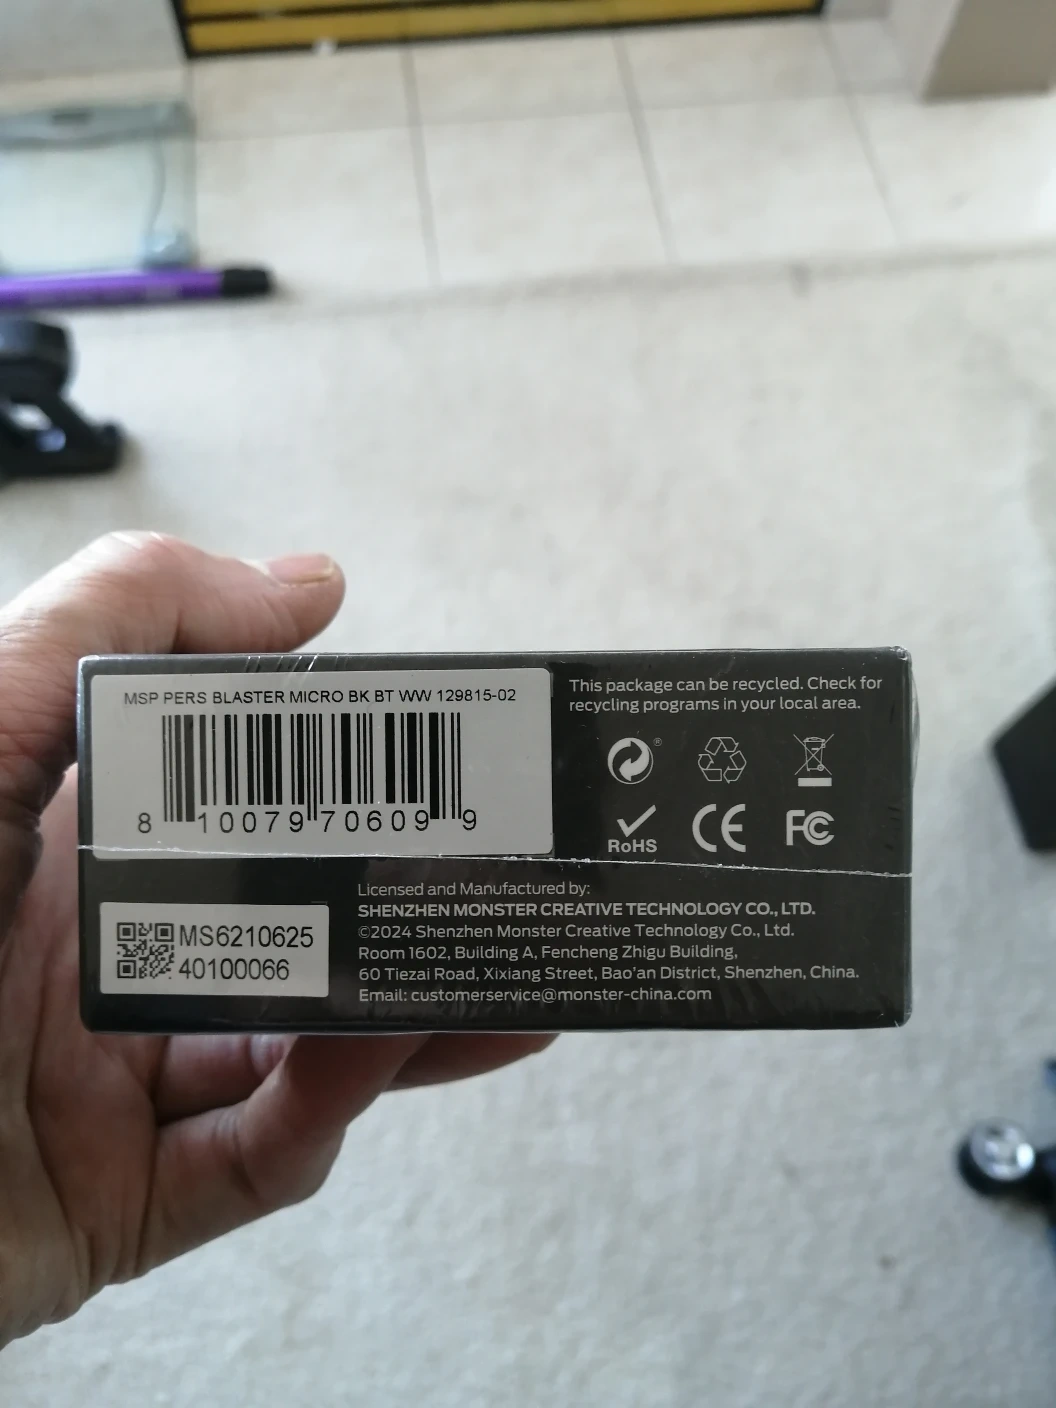 MSP PERS BLASTER MICRO BK BT WW 129815-02
8 10079 70609 9
This package can be recycled. Check for
recycling programs in your local area.
®
RoHS
CE
FC
Licensed and Manufactured by:
SHENZHEN MONSTER CREATIVE TECHNOLOGY CO., LTD.
©2024 Shenzhen Monster Creative Technology Co., Ltd.
Room 1602, Building A, Fencheng Zhigu Building,
60 Tiezai Road, Xixiang Street, Bao'an District, Shenzhen, China.
Email: customerservice@monster-china.com
MS6210625
40100066